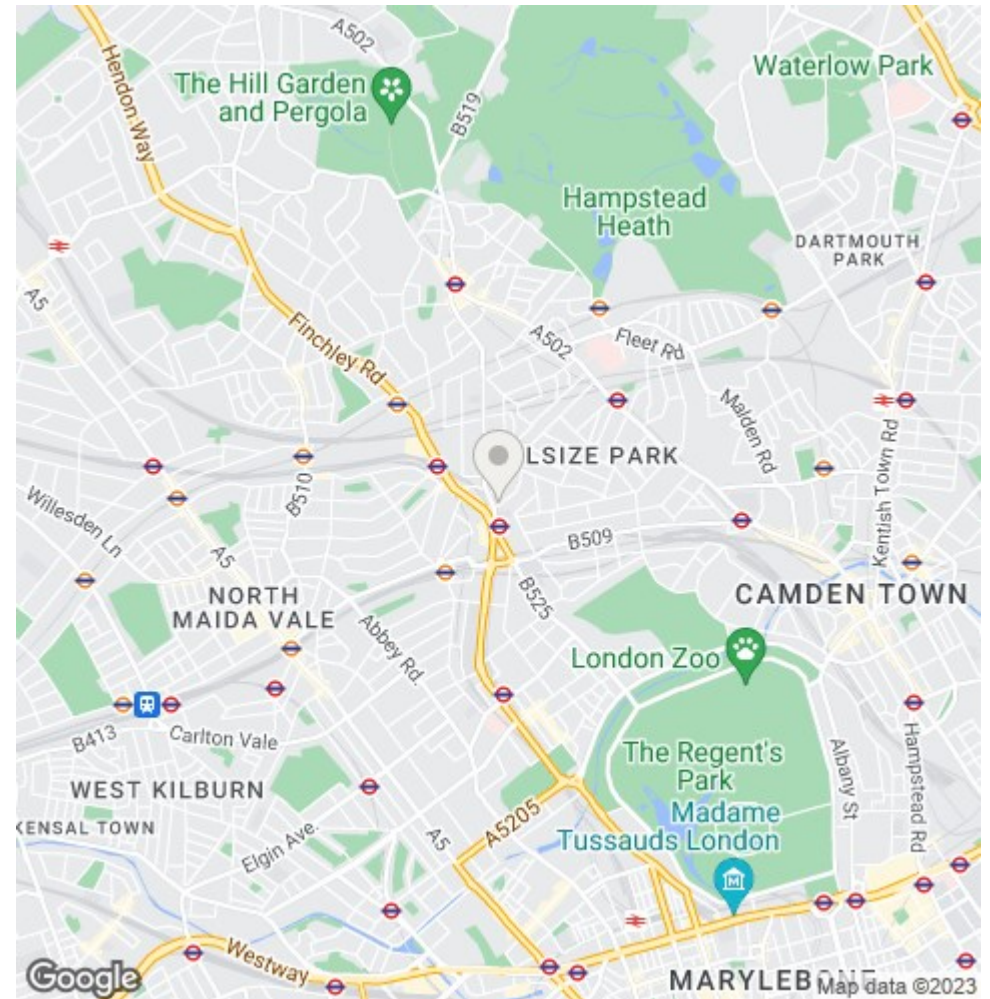 A502
The Hill Garden
and Pergola
Waterlow Park
Hendon Way
B519
Hampstead
Heath
DARTMOUTH
PARK
A5
Finchley Rd
A502
Fleet Rd
Malden Rd
LSIZE PARK
B510
Kentish Town Rd
Willesden Ln
A5
B509
NORTH
MAIDA VALE
B525
CAMDEN TOWN
Abbey Rd.
London Zoo
B413
Carlton Vale
The Regent's
Park
Albany St
Hampstead Rd
WEST KILBURN
Madame
Tussauds London
KENSAL TOWN
A5205
Elgin Ave.
A5
M
Westway
Google
MARYLEBONE
Map data ©2023